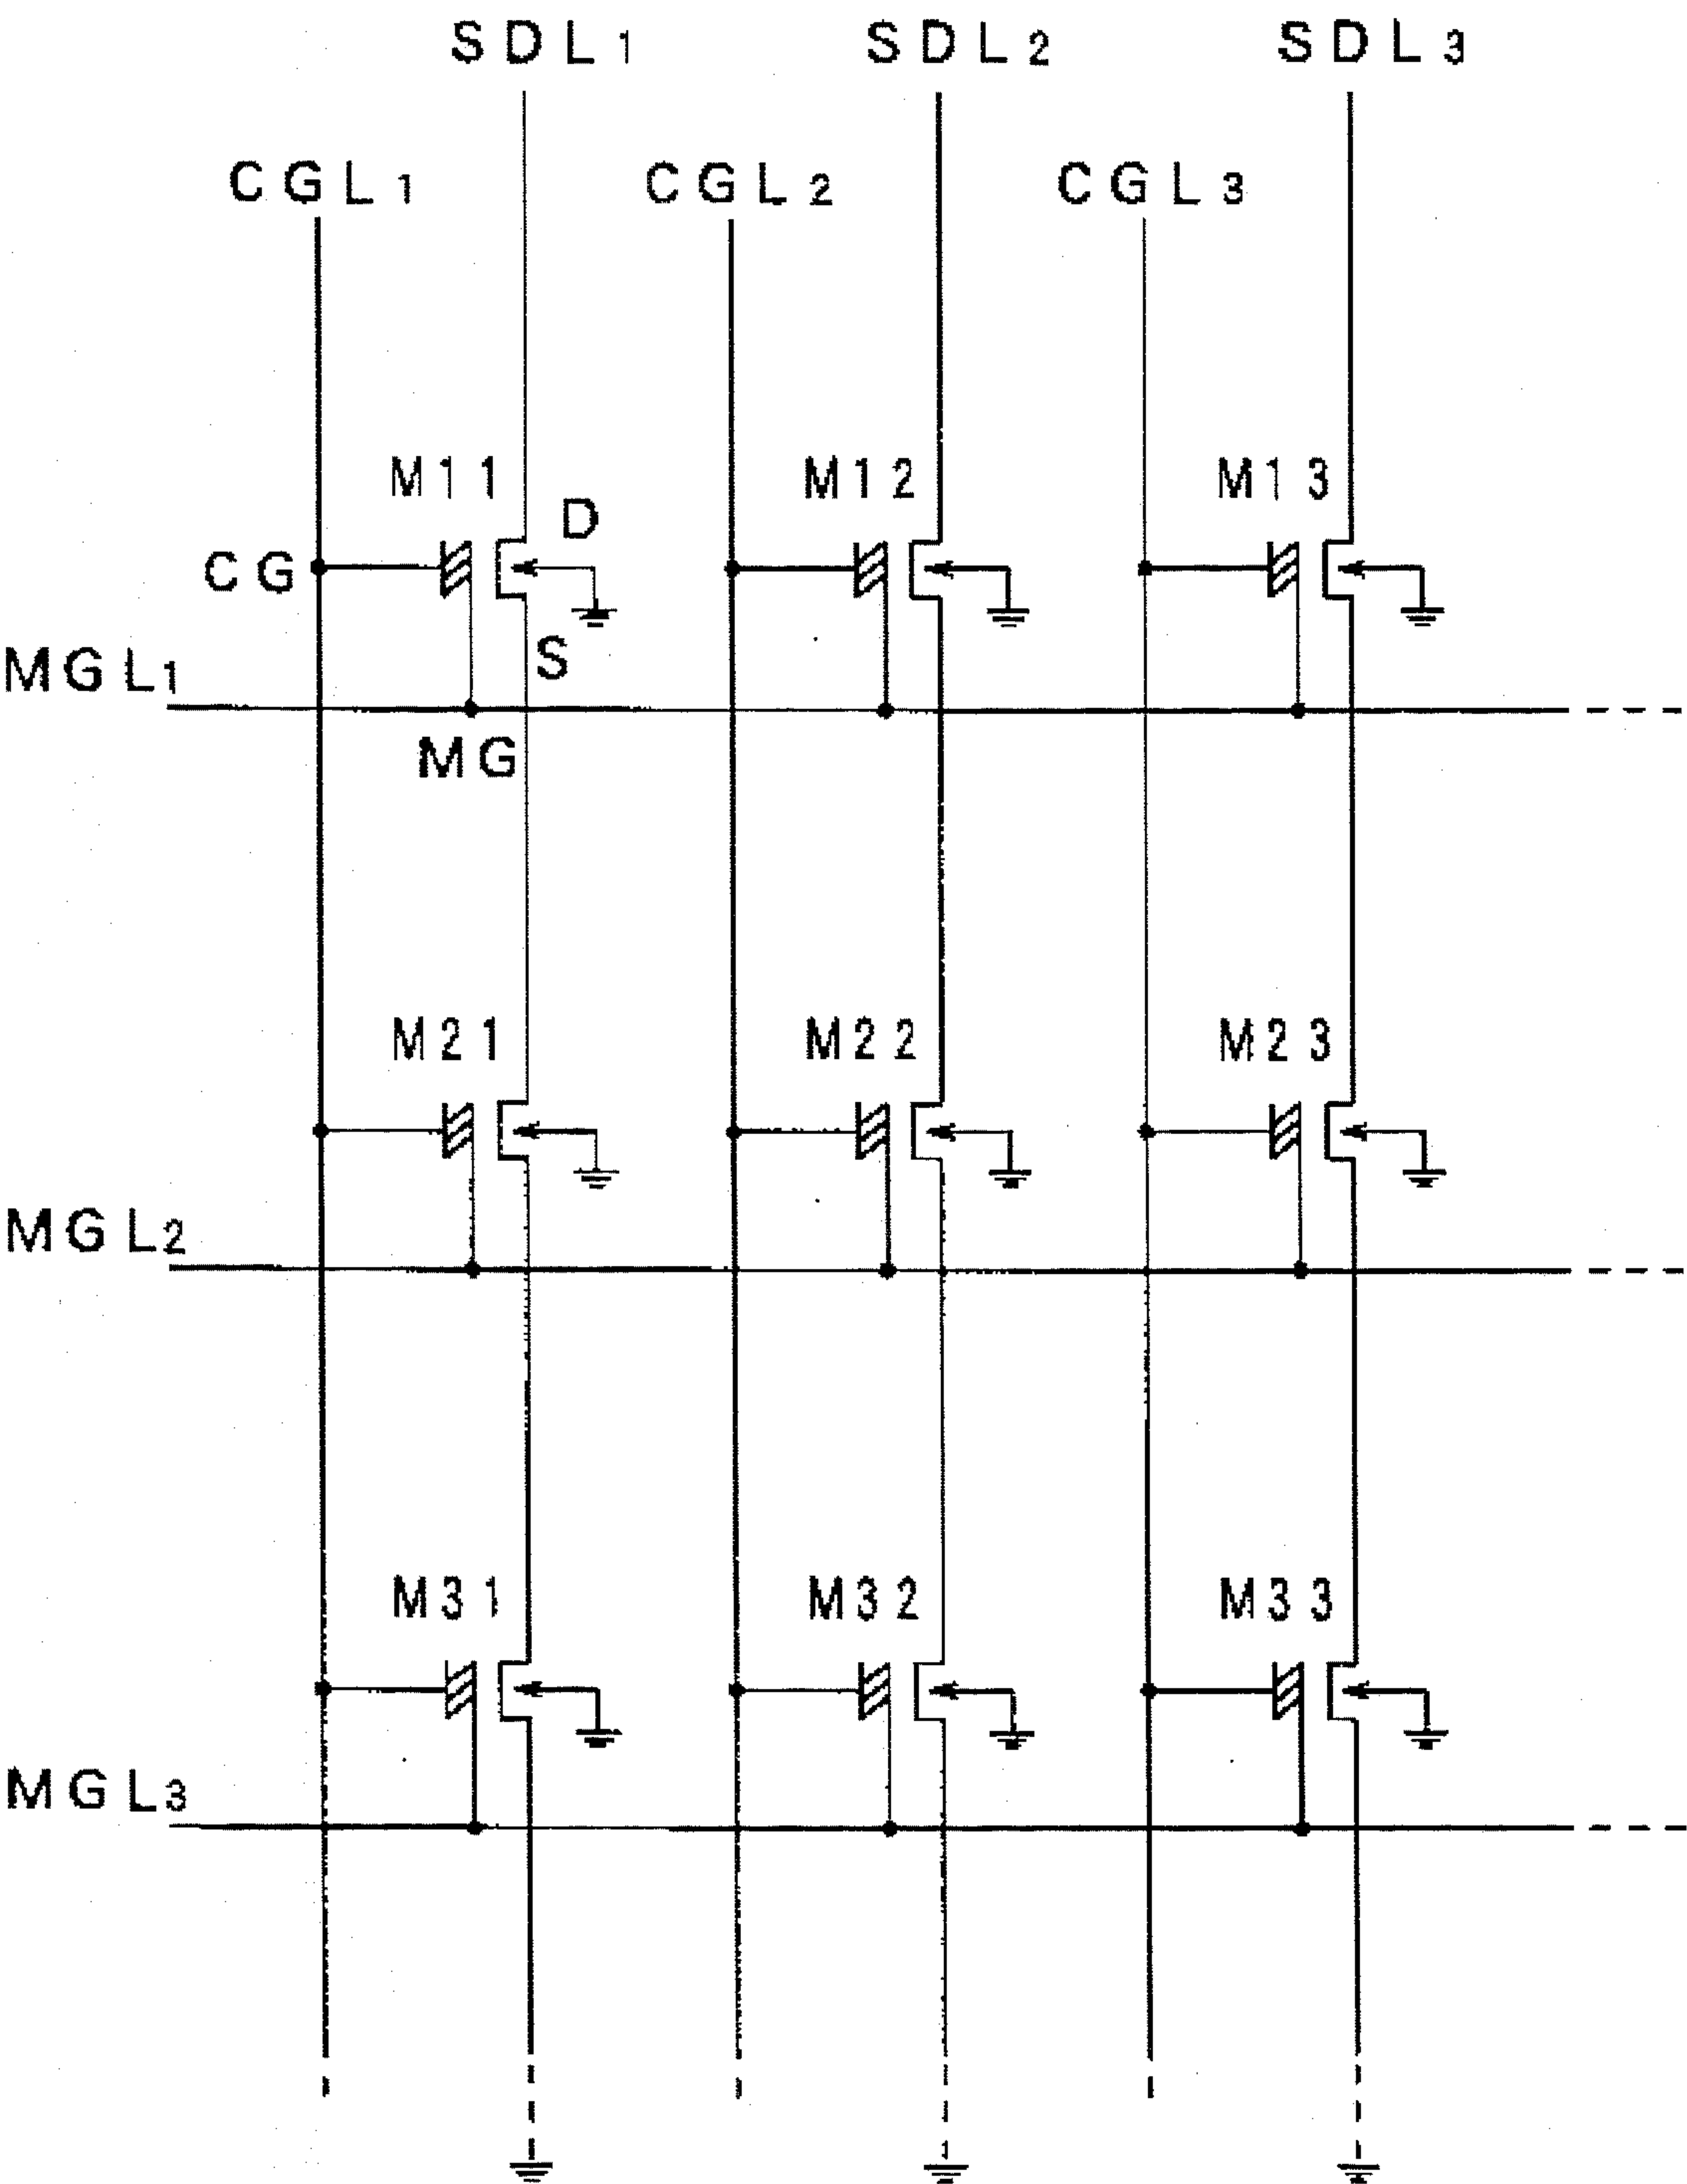 SDL1 SDL2 SDL3
CGL1 CGL2 CGL3
M11 M12 M13
D
CG
S
MGL1
MG
M21 M22 M23
MGL2
M31 M32 M33
MGL3